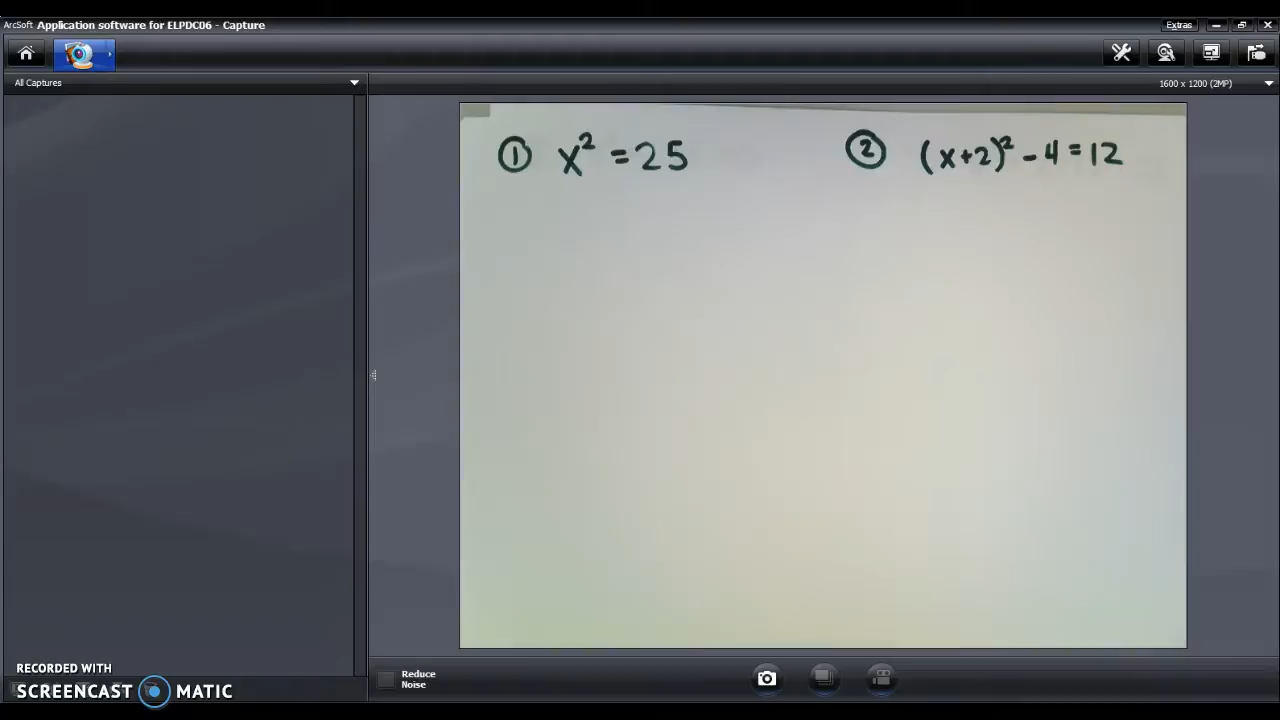 ArcSoft Application software for ELPDC06 - Capture
Extras
All Captures
1600 x 1200 (2MP)
① x² = 25
② (x+2)² - 4 = 12
RECORDED WITH
SCREENCAST MATIC
Reduce
Noise